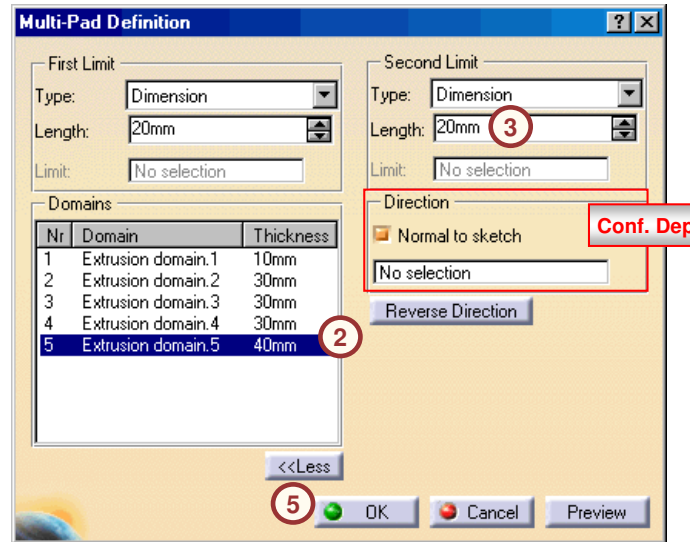 Multi-Pad Definition
First Limit
Type: Dimension
Length: 20mm
Limit: No selection
Second Limit
Type: Dimension
Length: 20mm 3
Limit: No selection
Domains
Nr Domain Thickness
1 Extrusion domain.1 10mm
2 Extrusion domain.2 30mm
3 Extrusion domain.3 30mm
4 Extrusion domain.4 30mm
5 Extrusion domain.5 40mm 2
Direction
Normal to sketch
Conf. Dep
No selection
Reverse Direction
<<Less
5 OK Cancel Preview